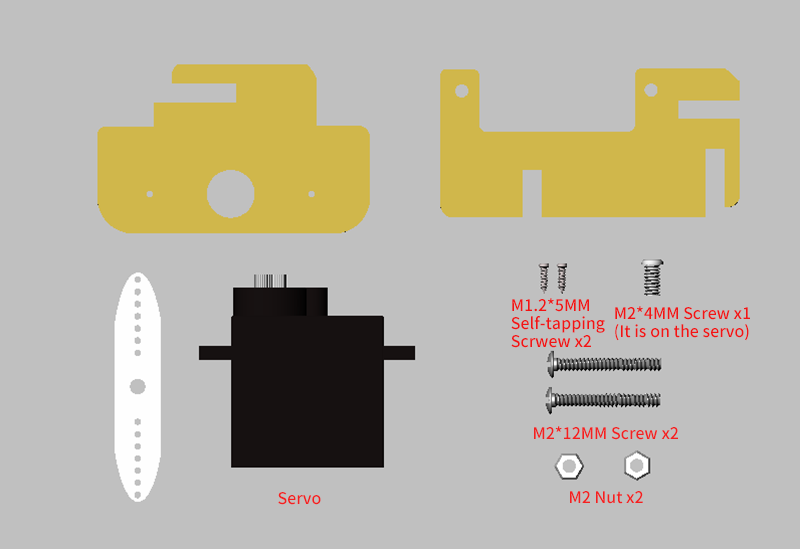 M1.2*5MM
Self-tapping
Scrwew x2
M2*4MM Screw x1
(It is on the servo)
M2*12MM Screw x2
Servo
M2 Nut x2